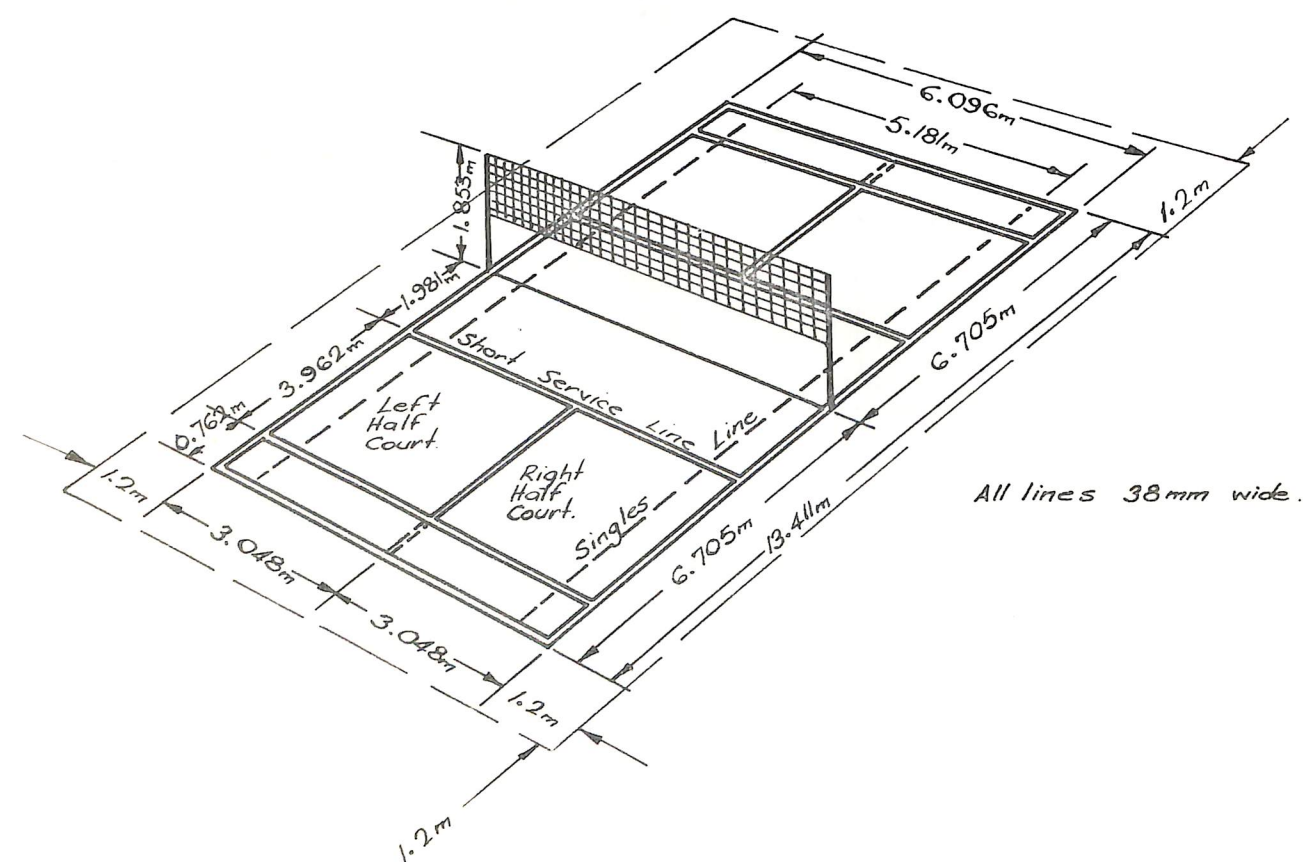 6.096m
5.181m
1.2m
1.853m
1.981m
3.962m
0.762m
1.2m
6.705m
Short Service Line
Line
Singles
Left
Half
Court.
Right
Half
Court.
All lines 38mm wide.
6.705m
13.411m
3.048m
3.048m
1.2m
1.2m